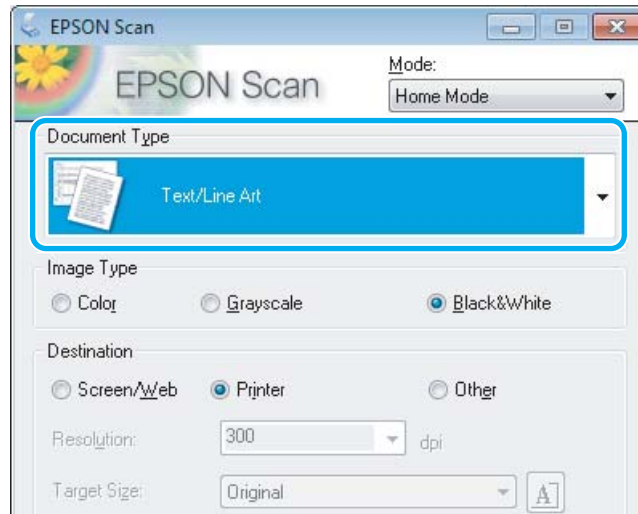 EPSON Scan
EPSON Scan
Mode:
Home Mode
Document Type
Text/Line Art
Image Type
Color
Grayscale
Black&White
Destination
Screen/Web
Printer
Other
Resolution:
300
dpi
Target Size:
Original
A